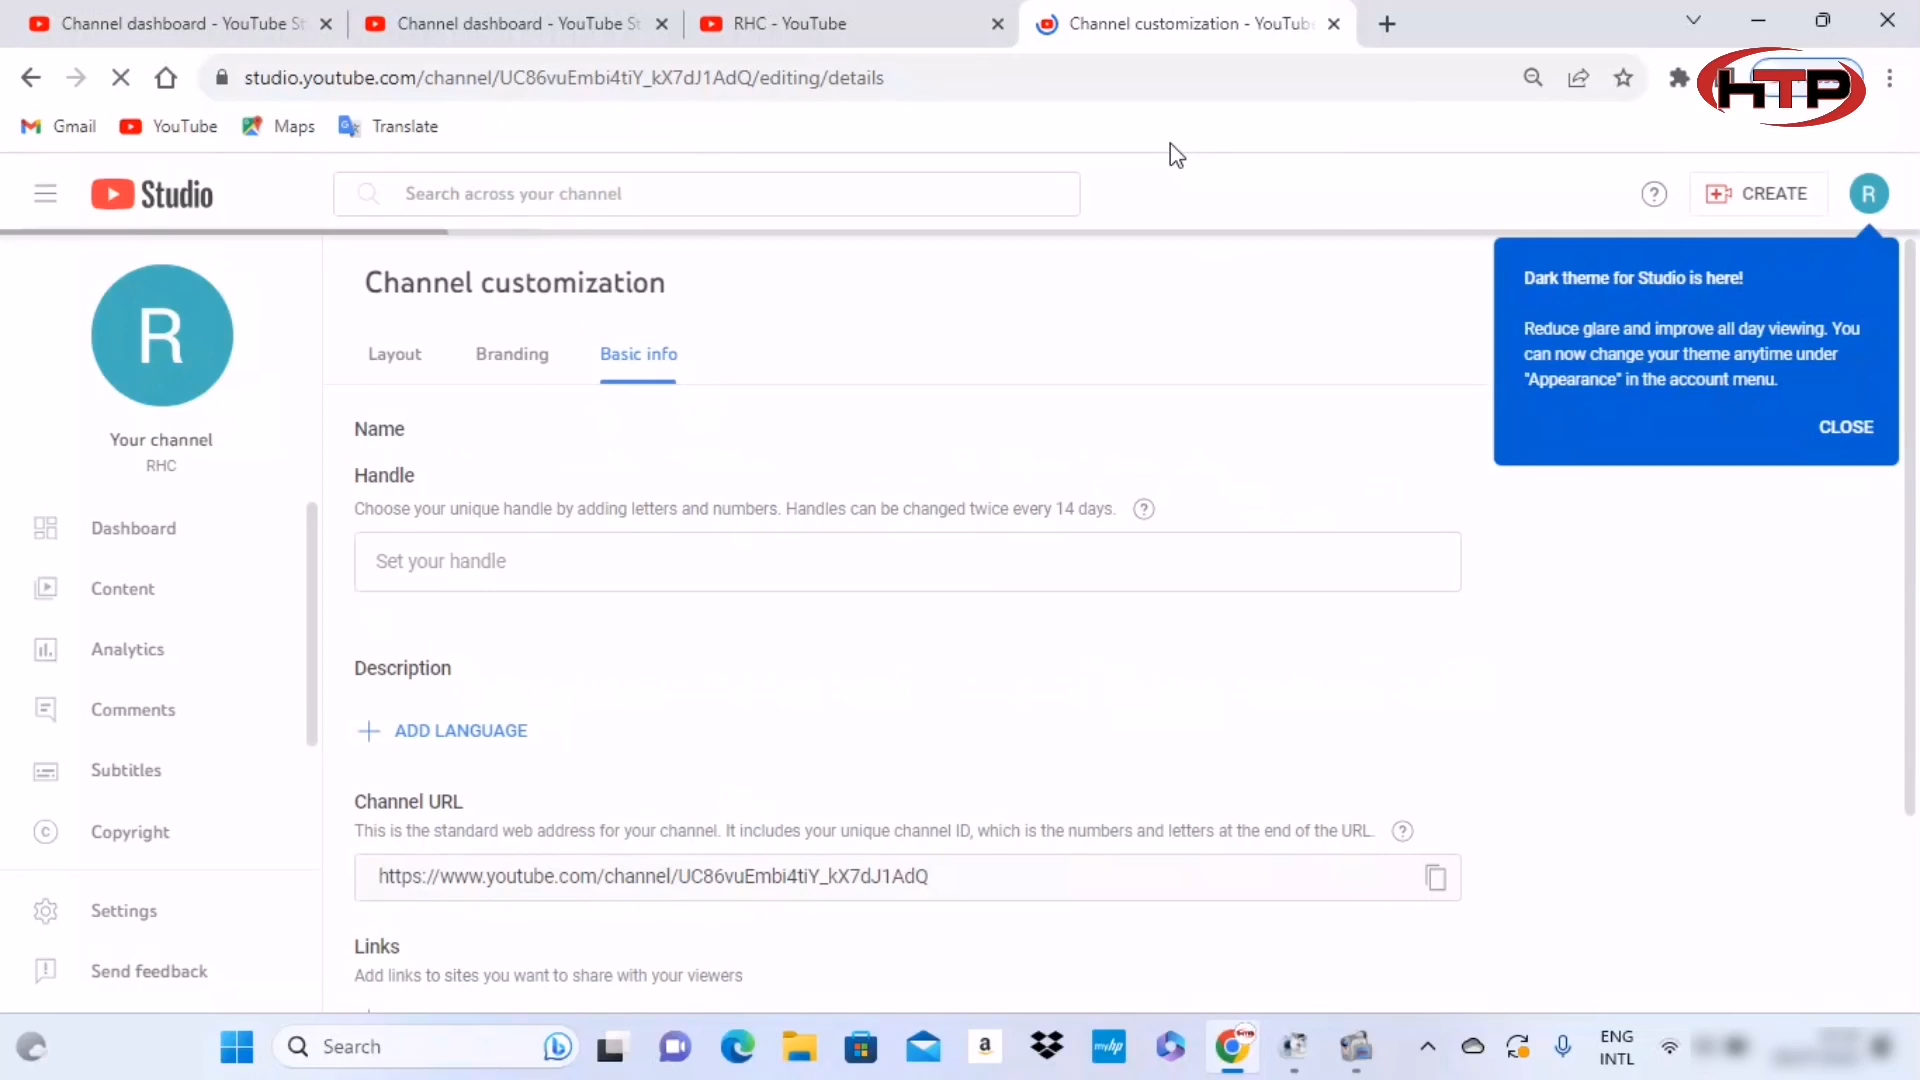 Channel dashboard - YouTube St
Channel dashboard - YouTube St
RHC - YouTube
Channel customization - YouTub
studio.youtube.com/channel/UC86vuEmbi4tiY_kX7dJ1AdQ/editing/details
HTP
Gmail
YouTube
Maps
Translate
Studio
Search across your channel
CREATE
R
Dark theme for Studio is here!
Reduce glare and improve all day viewing. You
can now change your theme anytime under
"Appearance" in the account menu.
CLOSE
R
Your channel
RHC
Dashboard
Content
Analytics
Comments
Subtitles
Copyright
Settings
Send feedback
Channel customization
Layout
Branding
Basic info
Name
Handle
Choose your unique handle by adding letters and numbers. Handles can be changed twice every 14 days.
Set your handle
Description
ADD LANGUAGE
Channel URL
This is the standard web address for your channel. It includes your unique channel ID, which is the numbers and letters at the end of the URL.
https://www.youtube.com/channel/UC86vuEmbi4tiY_kX7dJ1AdQ
Links
Add links to sites you want to share with your viewers
Search
a
myhp
ENG
INTL